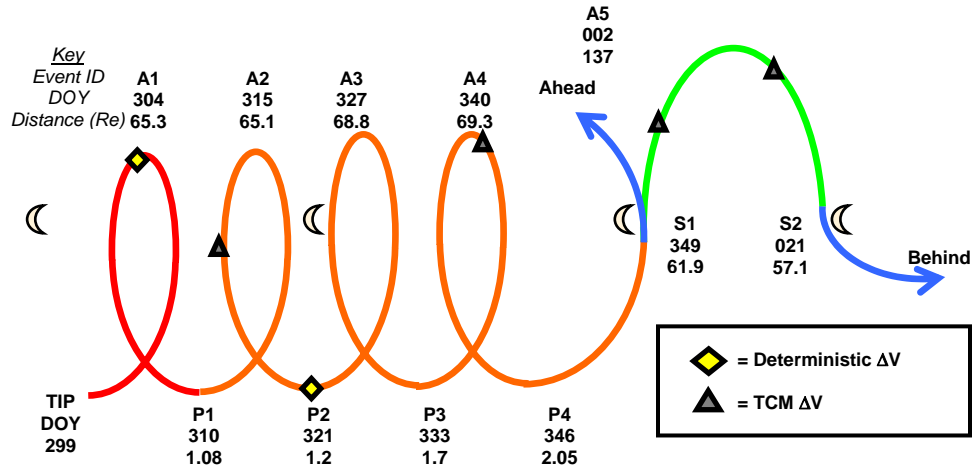 Key
Event ID
DOY
Distance (Re)
A1
304
65.3
A2
315
65.1
A3
327
68.8
A4
340
69.3
A5
002
137
Ahead
S1
349
61.9
S2
021
57.1
Behind
TIP
DOY
299
P1
310
1.08
P2
321
1.2
P3
333
1.7
P4
346
2.05
= Deterministic ΔV
= TCM ΔV